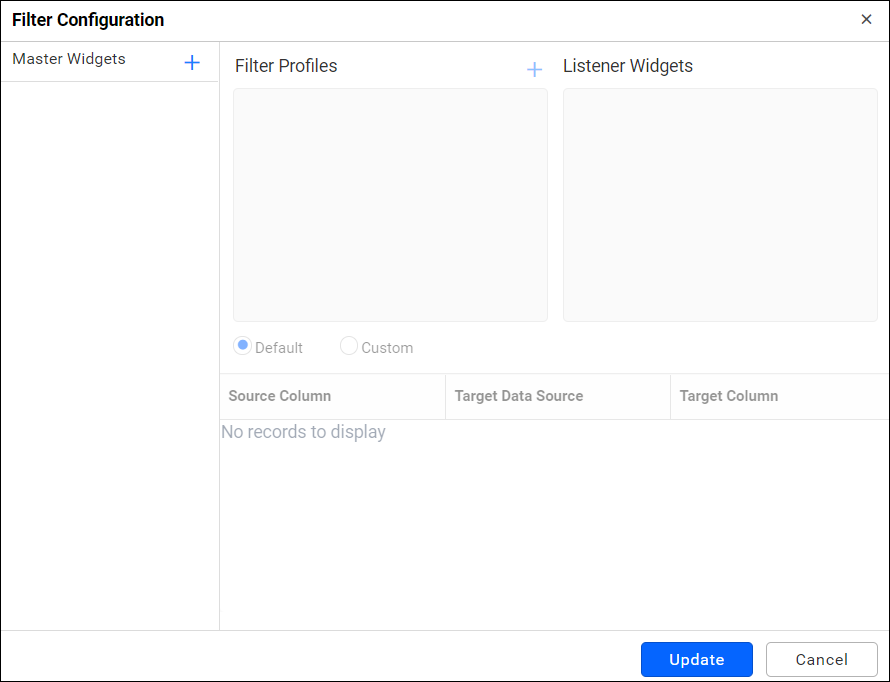 Filter Configuration
Master Widgets
Filter Profiles
Listener Widgets
Default
Custom
Source Column
Target Data Source
Target Column
No records to display
Update
Cancel